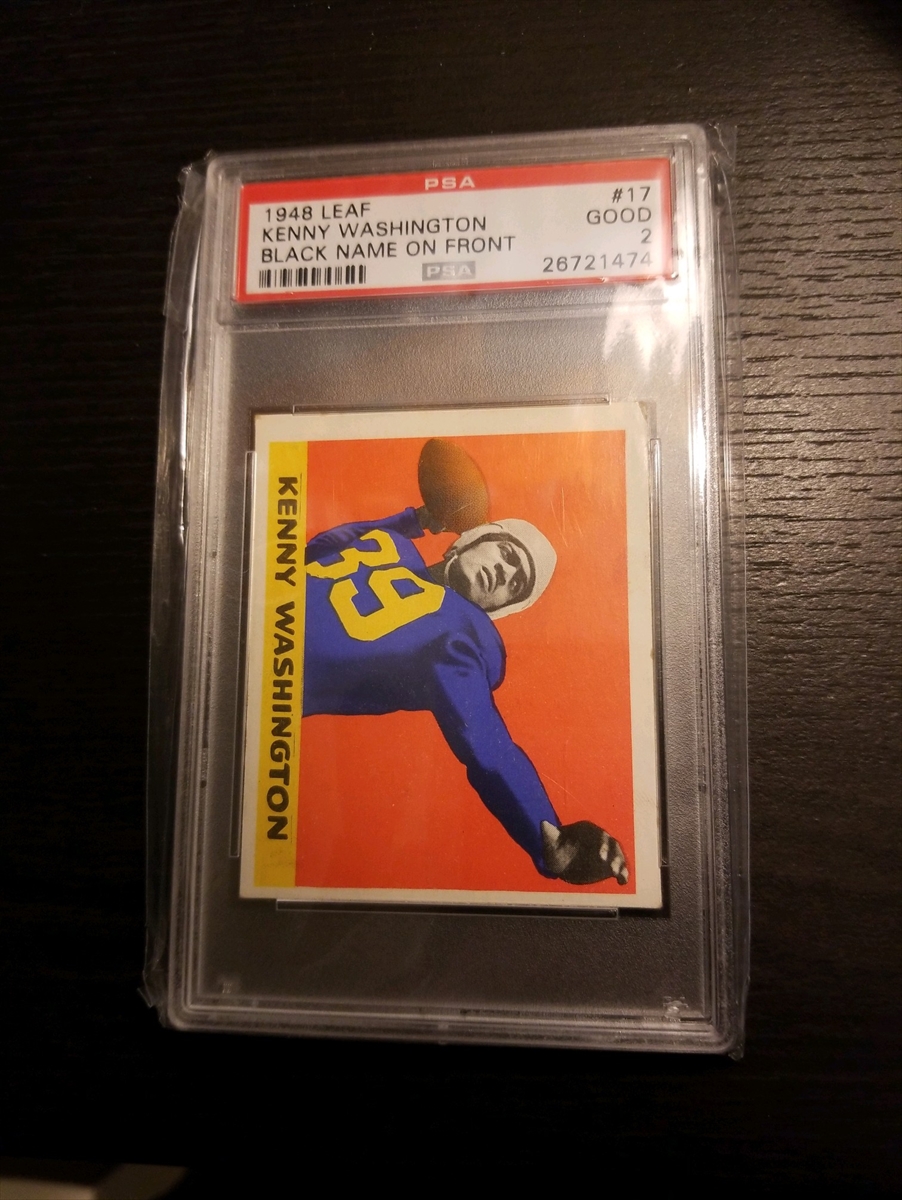 PSA
1948 LEAF #17
KENNY WASHINGTON GOOD
BLACK NAME ON FRONT 2
PSA 26721474
39
KENNY WASHINGTON